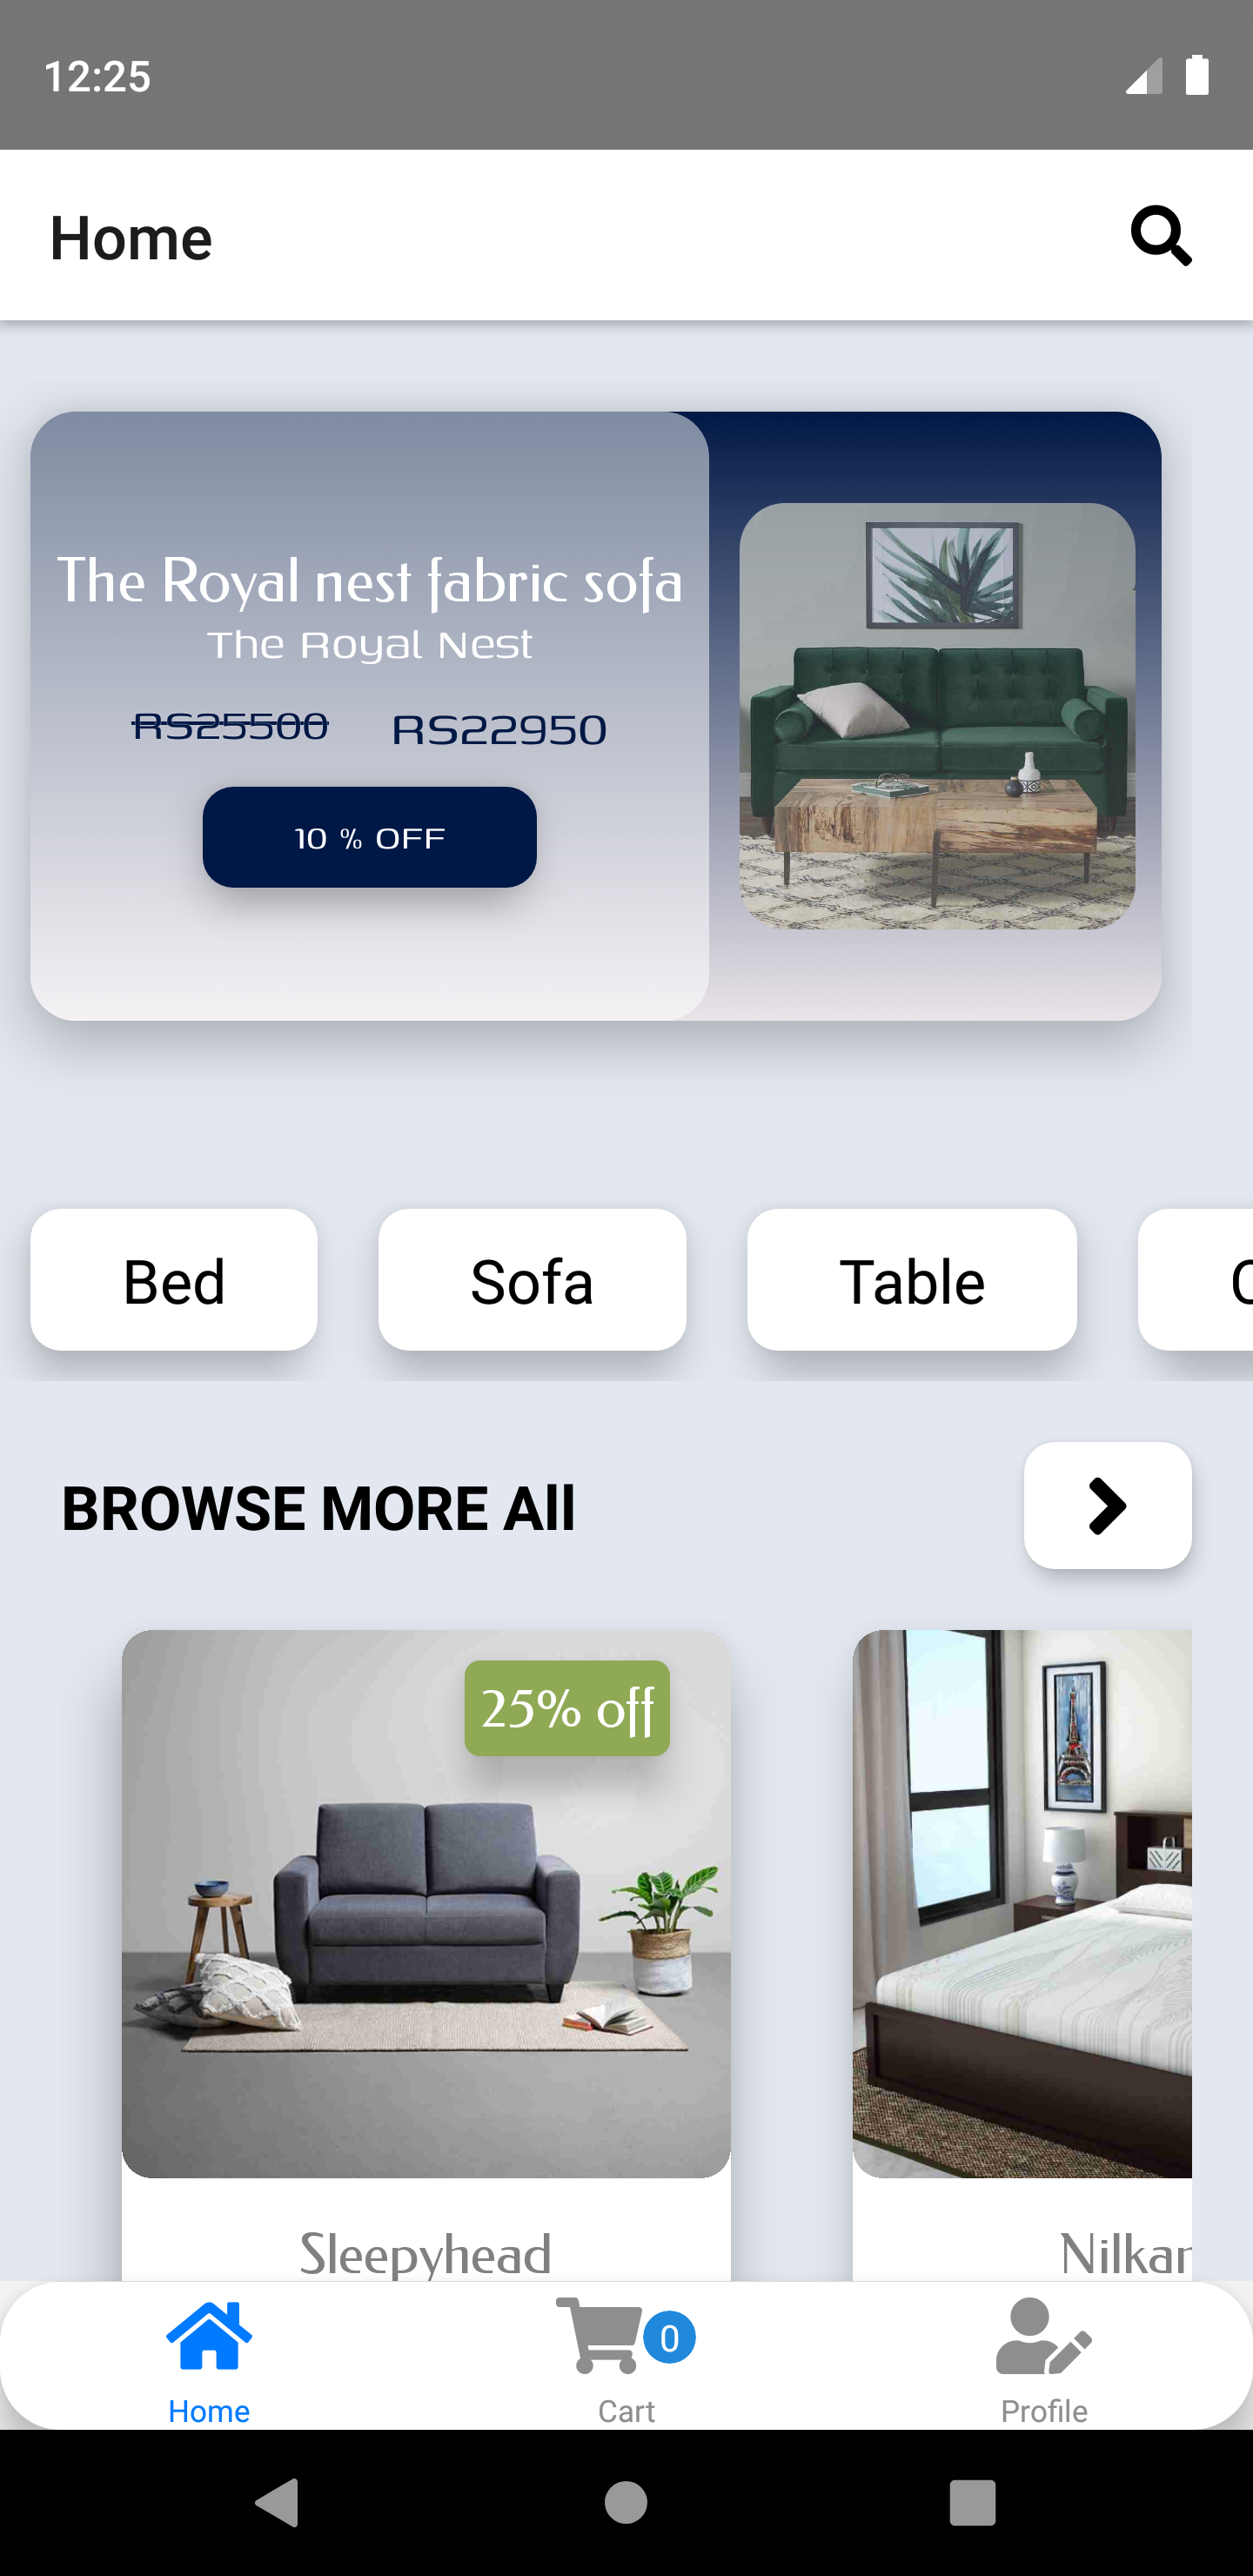 12:25
Home
The Royal nest fabric sofa
The Royal Nest
RS25500 RS22950
10 % OFF
Bed Sofa Table
BROWSE MORE All
25% off
Sleepyhead
0
Home Cart Profile